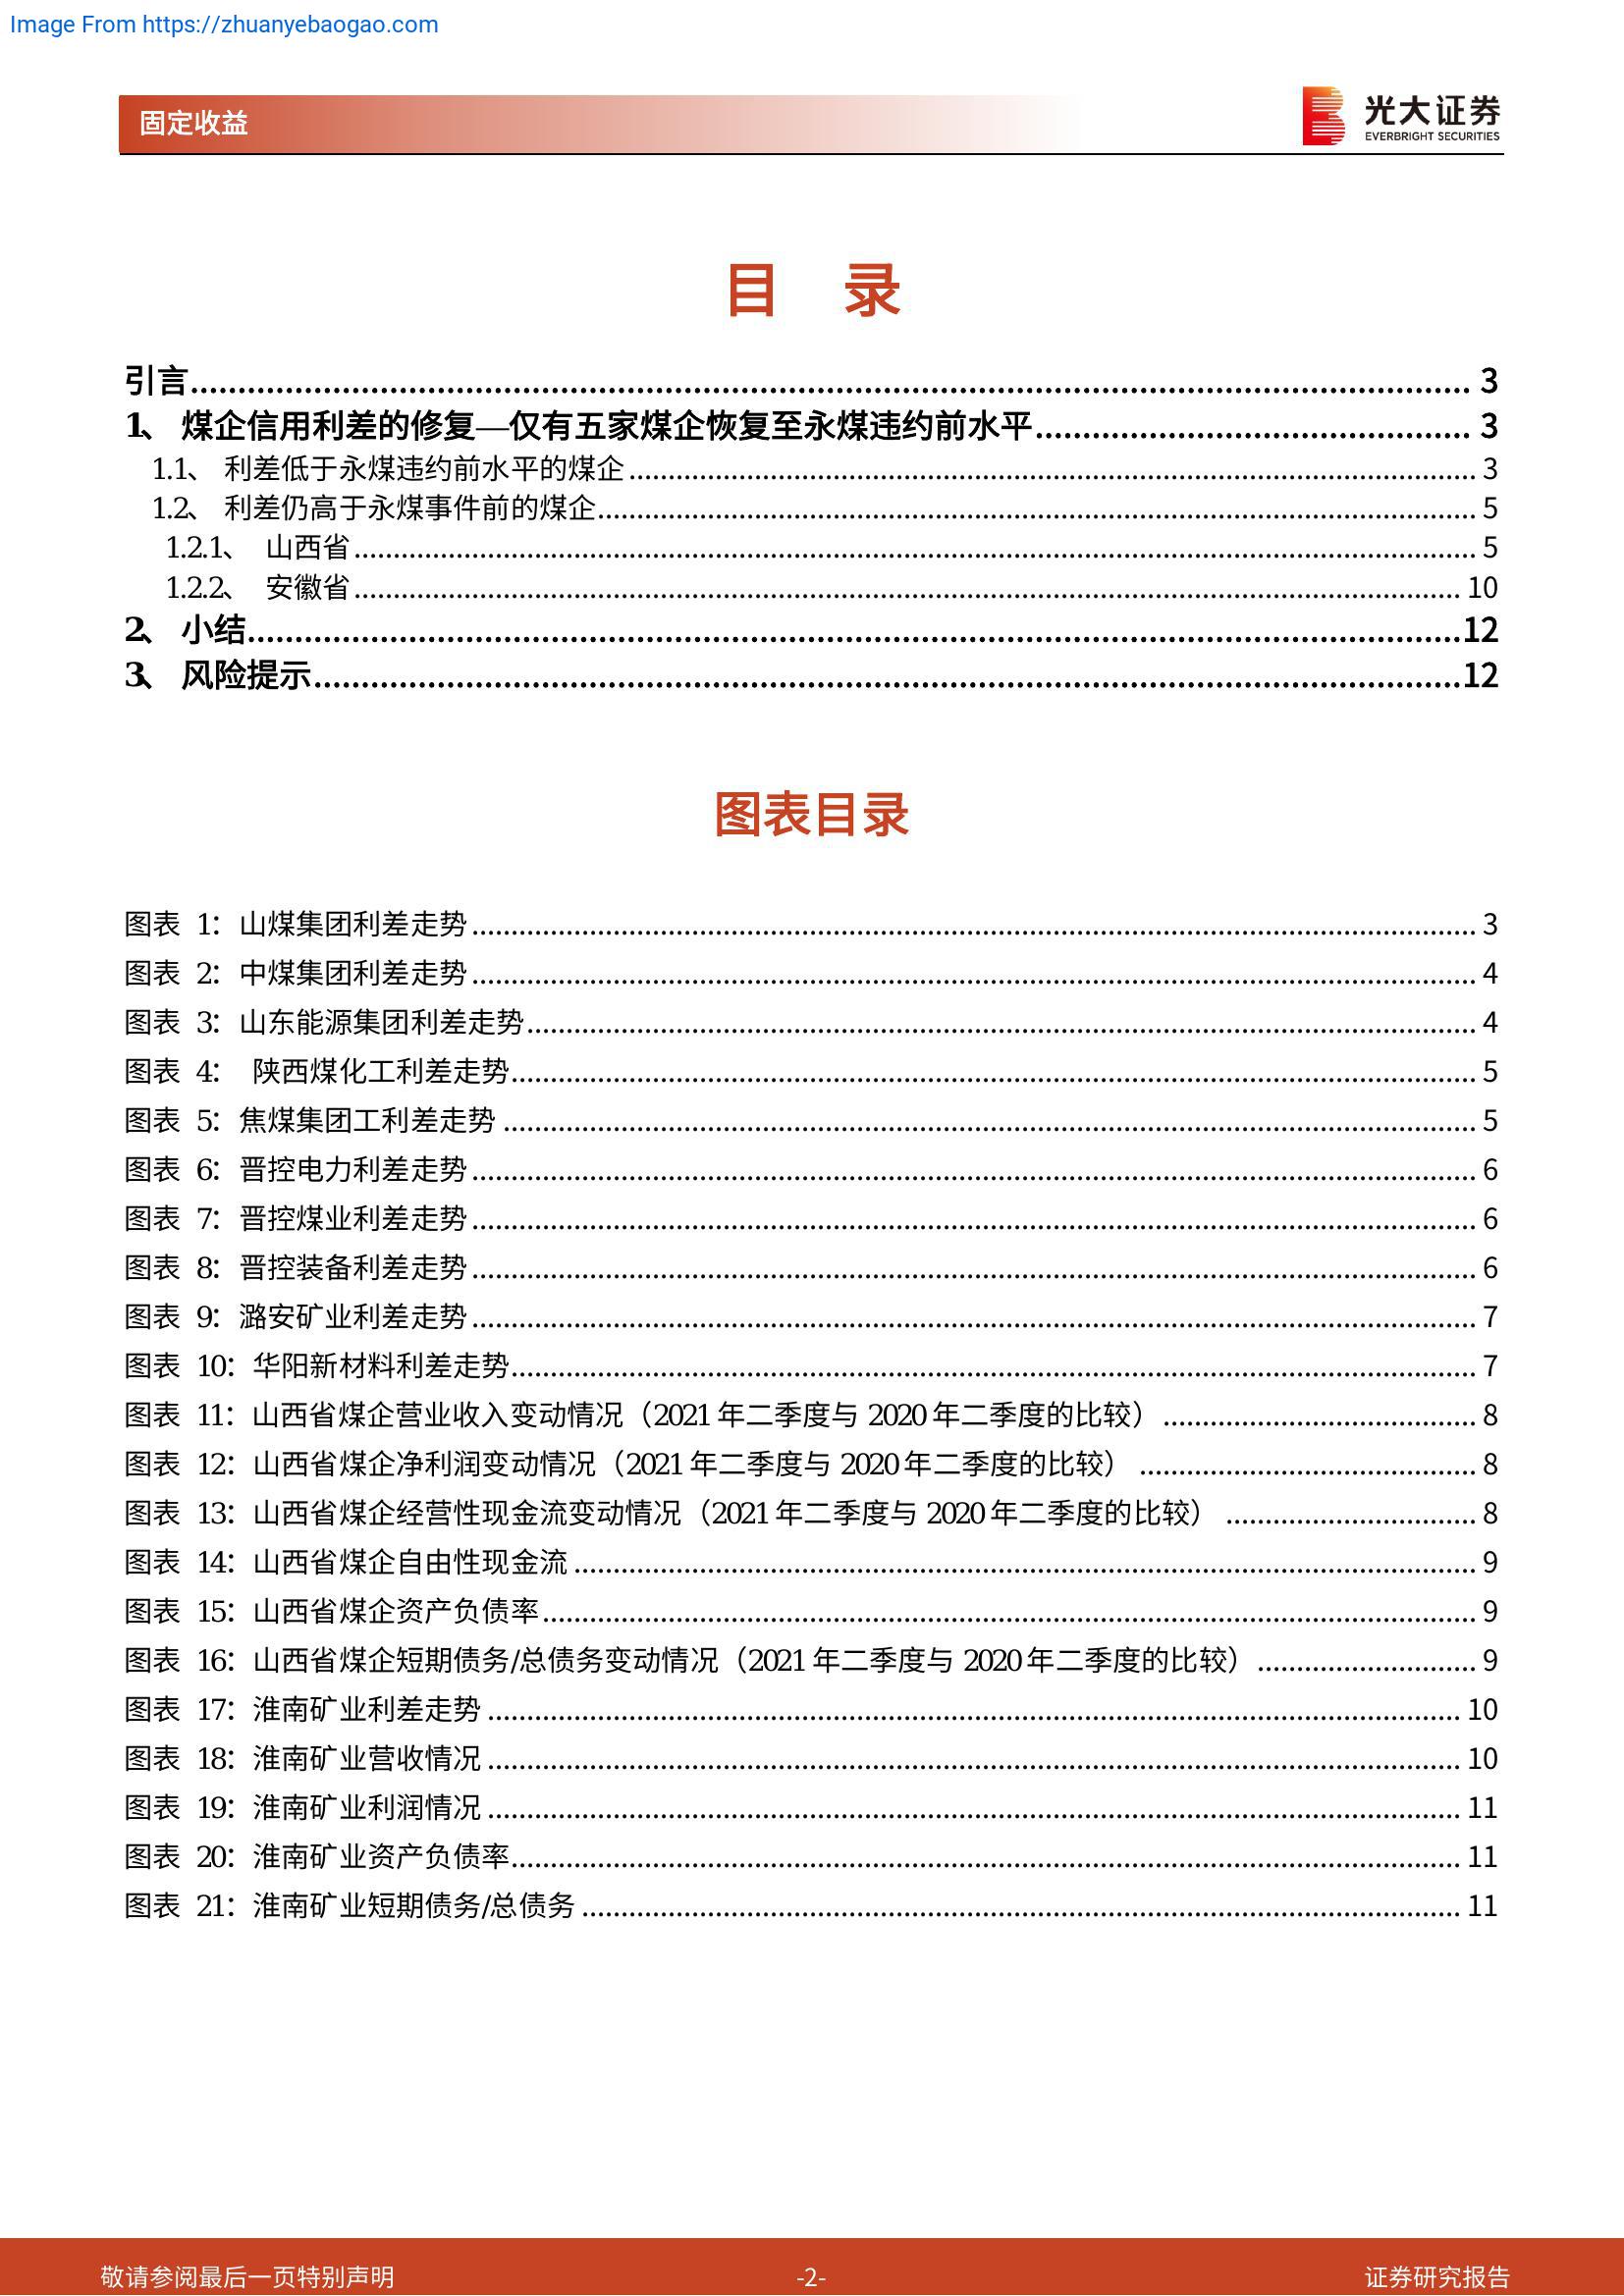 Image From https://zhuanyebaogao.com
固定收益
光大证券
EVERBRIGHT SECURITIES
目 录
引言 3
1、 煤企信用利差的修复—仅有五家煤企恢复至永煤违约前水平 3
1.1、 利差低于永煤违约前水平的煤企 3
1.2、 利差仍高于永煤事件前的煤企 5
1.2.1、 山西省 5
1.2.2、 安徽省 10
2、 小结 12
3、 风险提示 12
图表目录
图表 1：山煤集团利差走势 3
图表 2：中煤集团利差走势 4
图表 3：山东能源集团利差走势 4
图表 4： 陕西煤化工利差走势 5
图表 5：焦煤集团工利差走势 5
图表 6：晋控电力利差走势 6
图表 7：晋控煤业利差走势 6
图表 8：晋控装备利差走势 6
图表 9：潞安矿业利差走势 7
图表 10：华阳新材料利差走势 7
图表 11：山西省煤企营业收入变动情况（2021 年二季度与 2020 年二季度的比较） 8
图表 12：山西省煤企净利润变动情况（2021 年二季度与 2020 年二季度的比较） 8
图表 13：山西省煤企经营性现金流变动情况（2021 年二季度与 2020 年二季度的比较） 8
图表 14：山西省煤企自由性现金流 9
图表 15：山西省煤企资产负债率 9
图表 16：山西省煤企短期债务/总债务变动情况（2021 年二季度与 2020 年二季度的比较） 9
图表 17：淮南矿业利差走势 10
图表 18：淮南矿业营收情况 10
图表 19：淮南矿业利润情况 11
图表 20：淮南矿业资产负债率 11
图表 21：淮南矿业短期债务/总债务 11
敬请参阅最后一页特别声明 -2- 证券研究报告